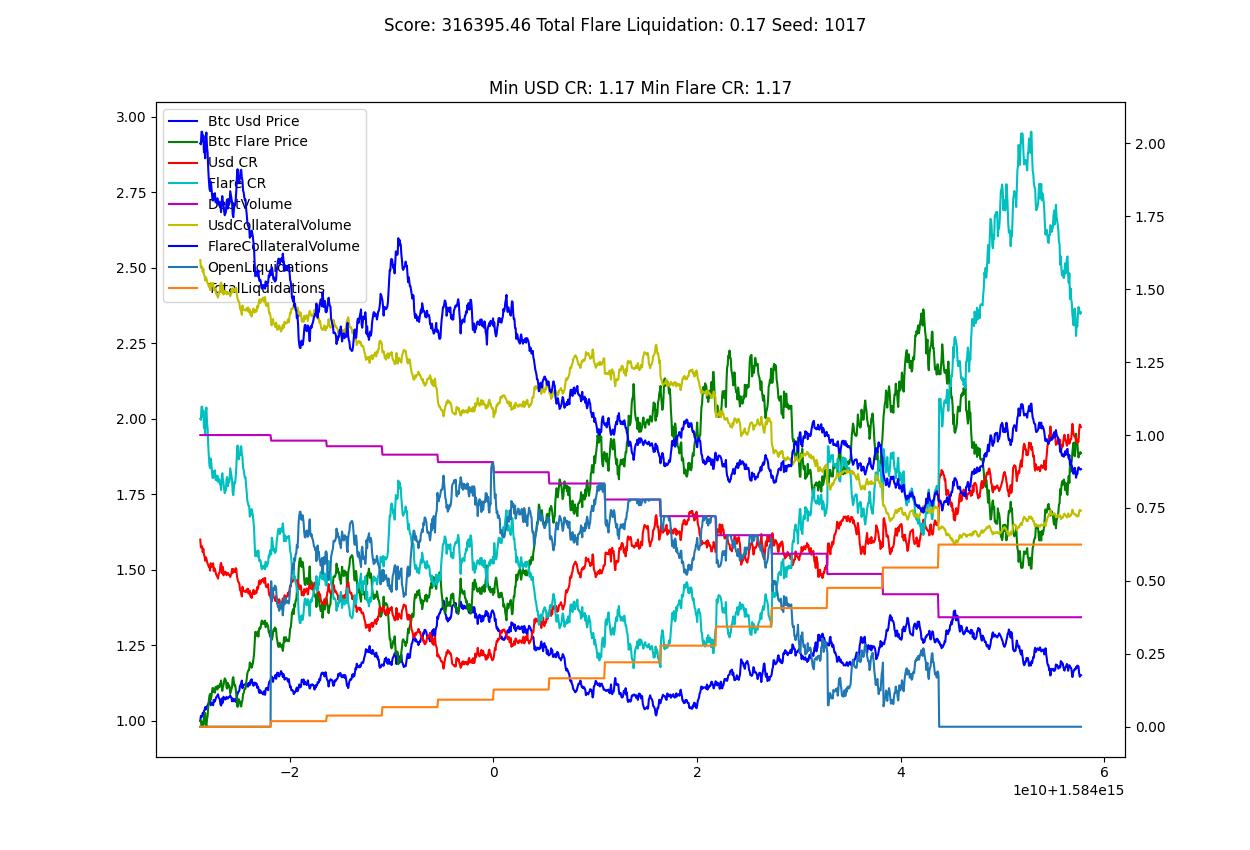 Score: 316395.46 Total Flare Liquidation: 0.17 Seed: 1017
Min USD CR: 1.17 Min Flare CR: 1.17
Btc Usd Price
Btc Flare Price
Usd CR
Flare CR
DebtVolume
UsdCollateralVolume
FlareCollateralVolume
OpenLiquidations
TotalLiquidations
3.00
2.75
2.50
2.25
2.00
1.75
1.50
1.25
1.00
2.00
1.75
1.50
1.25
1.00
0.75
0.50
0.25
0.00
−2 0 2 4 6
1e10+1.584e15